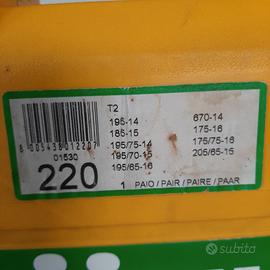 T2
195-14
185-15
195/75-14
195/70-15
195/65-16
670-14
175-16
175/75-16
205/65-15
8 005438 012207
01530
220
1 PAIO / PAIR / PAIRE / PAAR
subito